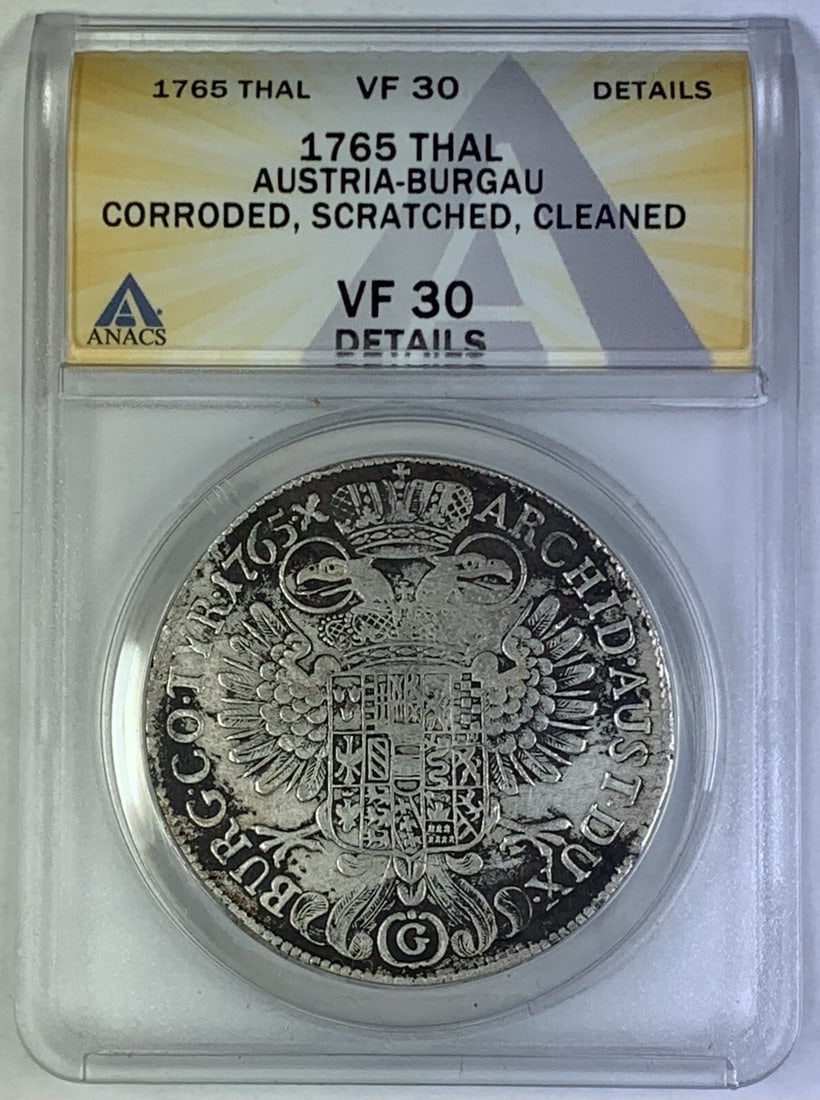 1765 THAL VF 30 DETAILS
1765 THAL
AUSTRIA-BURGAU
CORRODED, SCRATCHED, CLEANED
VF 30
DETAILS
ANACS
ARCHID·AUST·DUX·
BURG·CO·TYR·1765·X
G